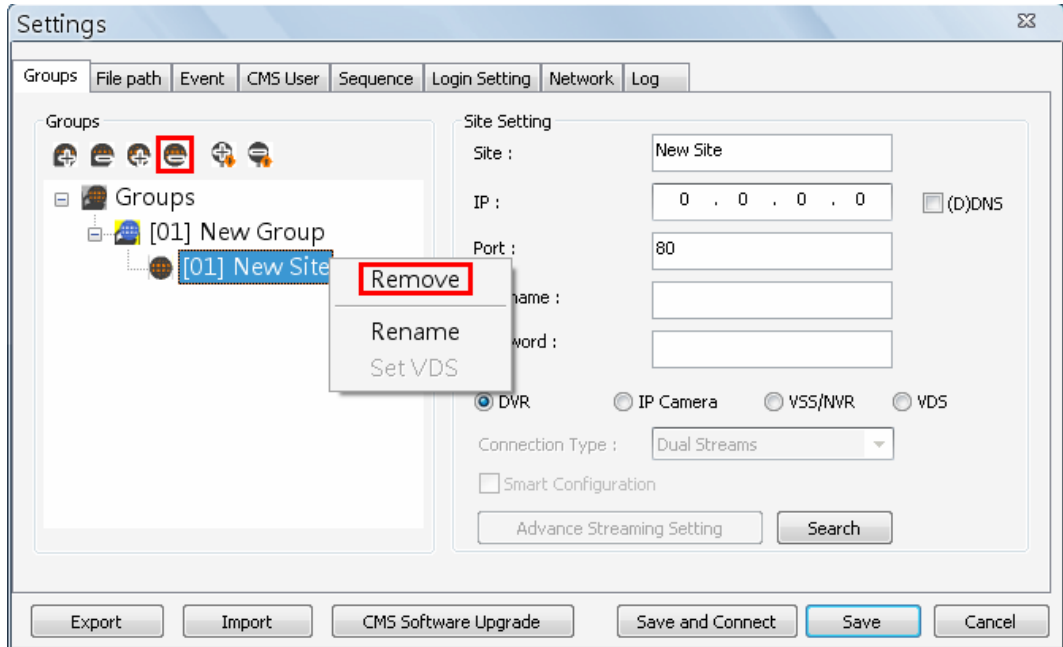 Settings
Groups File path Event CMS User Sequence Login Setting Network Log
Groups
Groups
[01] New Group
[01] New Site
Remove
Rename
Set VDS
Site Setting
Site : New Site
IP : 0 . 0 . 0 . 0 (D)DNS
Port : 80
name :
word :
DVR IP Camera VSS/NVR VDS
Connection Type : Dual Streams
Smart Configuration
Advance Streaming Setting Search
Export Import CMS Software Upgrade Save and Connect Save Cancel